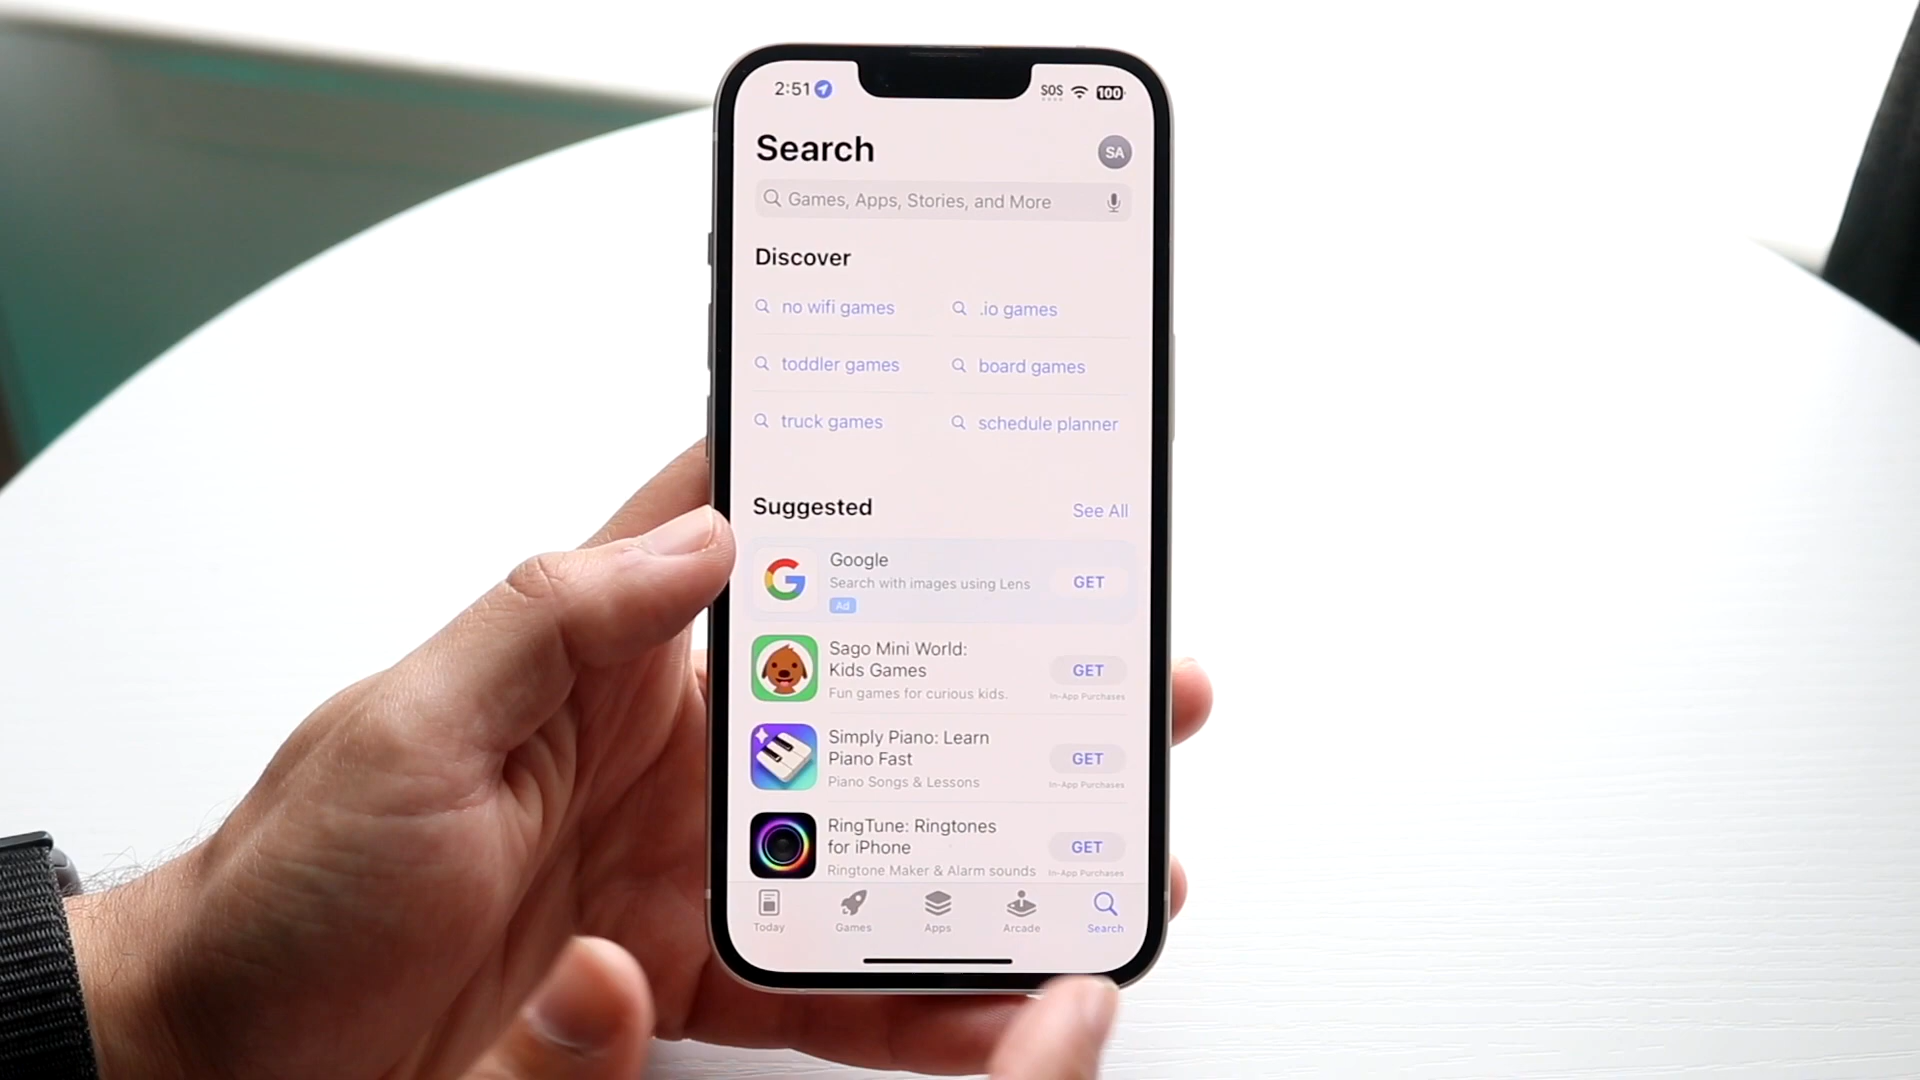 2:51
SOS
100
Search
SA
Games, Apps, Stories, and More
Discover
no wifi games
.io games
toddler games
board games
truck games
schedule planner
Suggested
See All
Google
Search with images using Lens
Ad
GET
Sago Mini World:
Kids Games
Fun games for curious kids.
GET
In-App Purchases
Simply Piano: Learn
Piano Fast
Piano Songs & Lessons
GET
In-App Purchases
RingTune: Ringtones
for iPhone
Ringtone Maker & Alarm sounds
GET
In-App Purchases
Today
Games
Apps
Arcade
Search